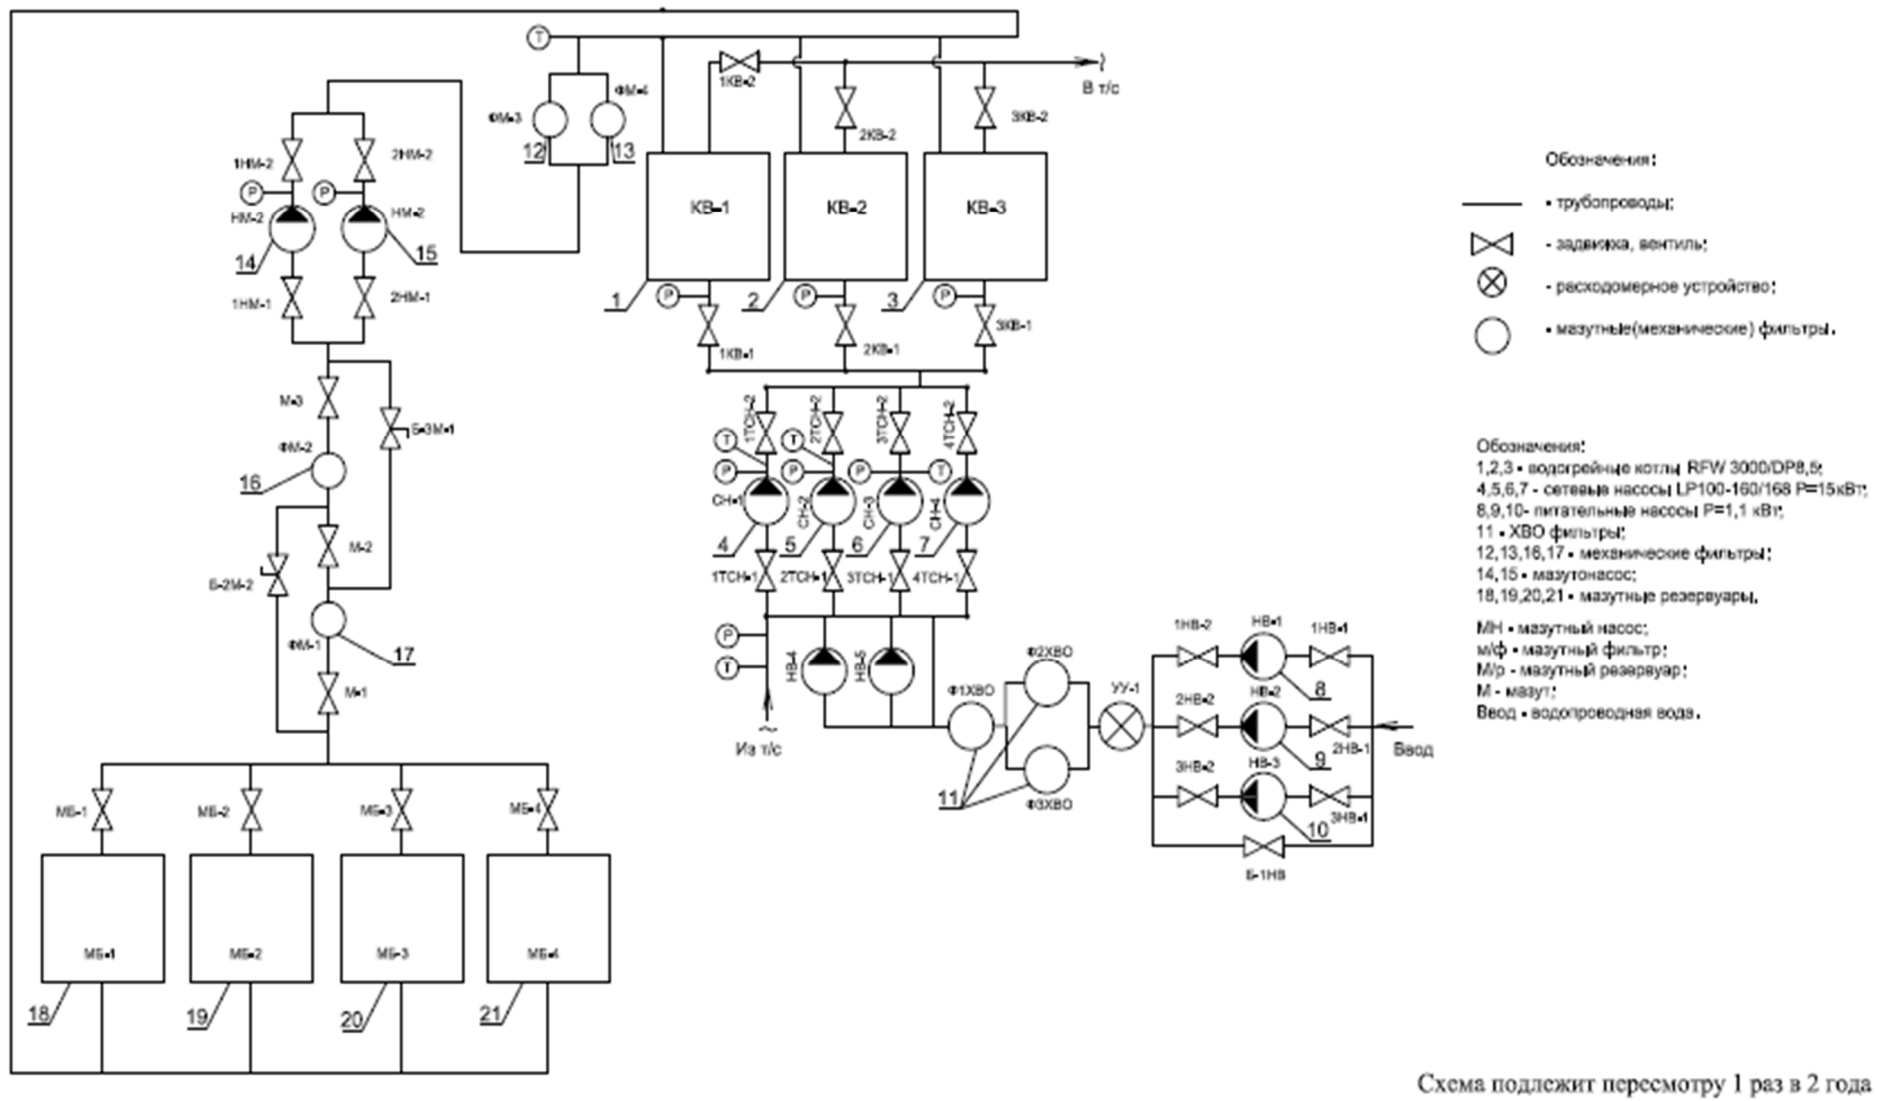 Т
1КВ-2
В т/с
ФМ-3
ФМ-4
12
13
2КВ-2
3КВ-2
1НМ-2
2НМ-2
Р
Р
НМ-2
НМ-2
14
15
1НМ-1
2НМ-1
КВ-1
КВ-2
КВ-3
1
2
3
Р
Р
Р
1КВ-1
2КВ-1
3КВ-1
М-3
Б-3М-1
ФМ-2
16
М-2
Б-2М-2
ФМ-1
17
М-1
1ТСН-2
2ТСН-2
3ТСН-2
4ТСН-2
Т
Т
Р
Р
Р
Т
СН-1
СН-2
СН-3
СН-4
4
5
6
7
1ТСН-1
2ТСН-1
3ТСН-1
4ТСН-1
Р
Т
НВ-4
НВ-5
Из т/с
Ф1ХВО
Ф2ХВО
Ф3ХВО
11
УУ-1
1НВ-2
НВ-1
1НВ-1
8
2НВ-2
НВ-2
2НВ-1
9
Ввод
3НВ-2
НВ-3
3НВ-1
10
Б-1НВ
МБ-1
МБ-2
МБ-3
МБ-4
МБ-1
МБ-2
МБ-3
МБ-4
18
19
20
21
Обозначения:
- трубопроводы;
- задвижка, вентиль;
- расходомерное устройство;
- мазутные(механические) фильтры.
Обозначения:
1,2,3 - водогрейные котлы RFW 3000/DP8,5;
4,5,6,7 - сетевые насосы LP100-160/168 P=15кВт;
8,9,10- питательные насосы Р=1,1 кВт;
11 - ХВО фильтры;
12,13,16,17 - механические фильтры;
14,15 - мазутонасос;
18,19,20,21 - мазутные резервуары.
МН - мазутный насос;
м/ф - мазутный фильтр;
М/р - мазутный резервуар;
М - мазут;
Ввод - водопроводная вода.
Схема подлежит пересмотру 1 раз в 2 года